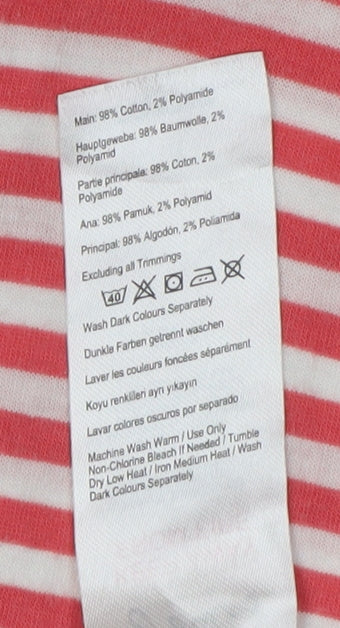 Main: 98% Cotton, 2% Polyamide
Hauptgewebe: 98% Baumwolle, 2%
Polyamid
Partie principale: 98% Coton, 2%
Polyamide
Ana: 98% Pamuk, 2% Polyamid
Principal: 98% Algodón, 2% Poliamida
Excluding all Trimmings
40
Wash Dark Colours Separately
Dunkle Farben getrennt waschen
Laver les couleurs foncées séparément
Koyu renklileri ayrı yıkayın
Lavar colores oscuros por separado
Machine Wash Warm / Use Only
Non-Chlorine Bleach If Needed / Tumble
Dry Low Heat / Iron Medium Heat / Wash
Dark Colours Separately